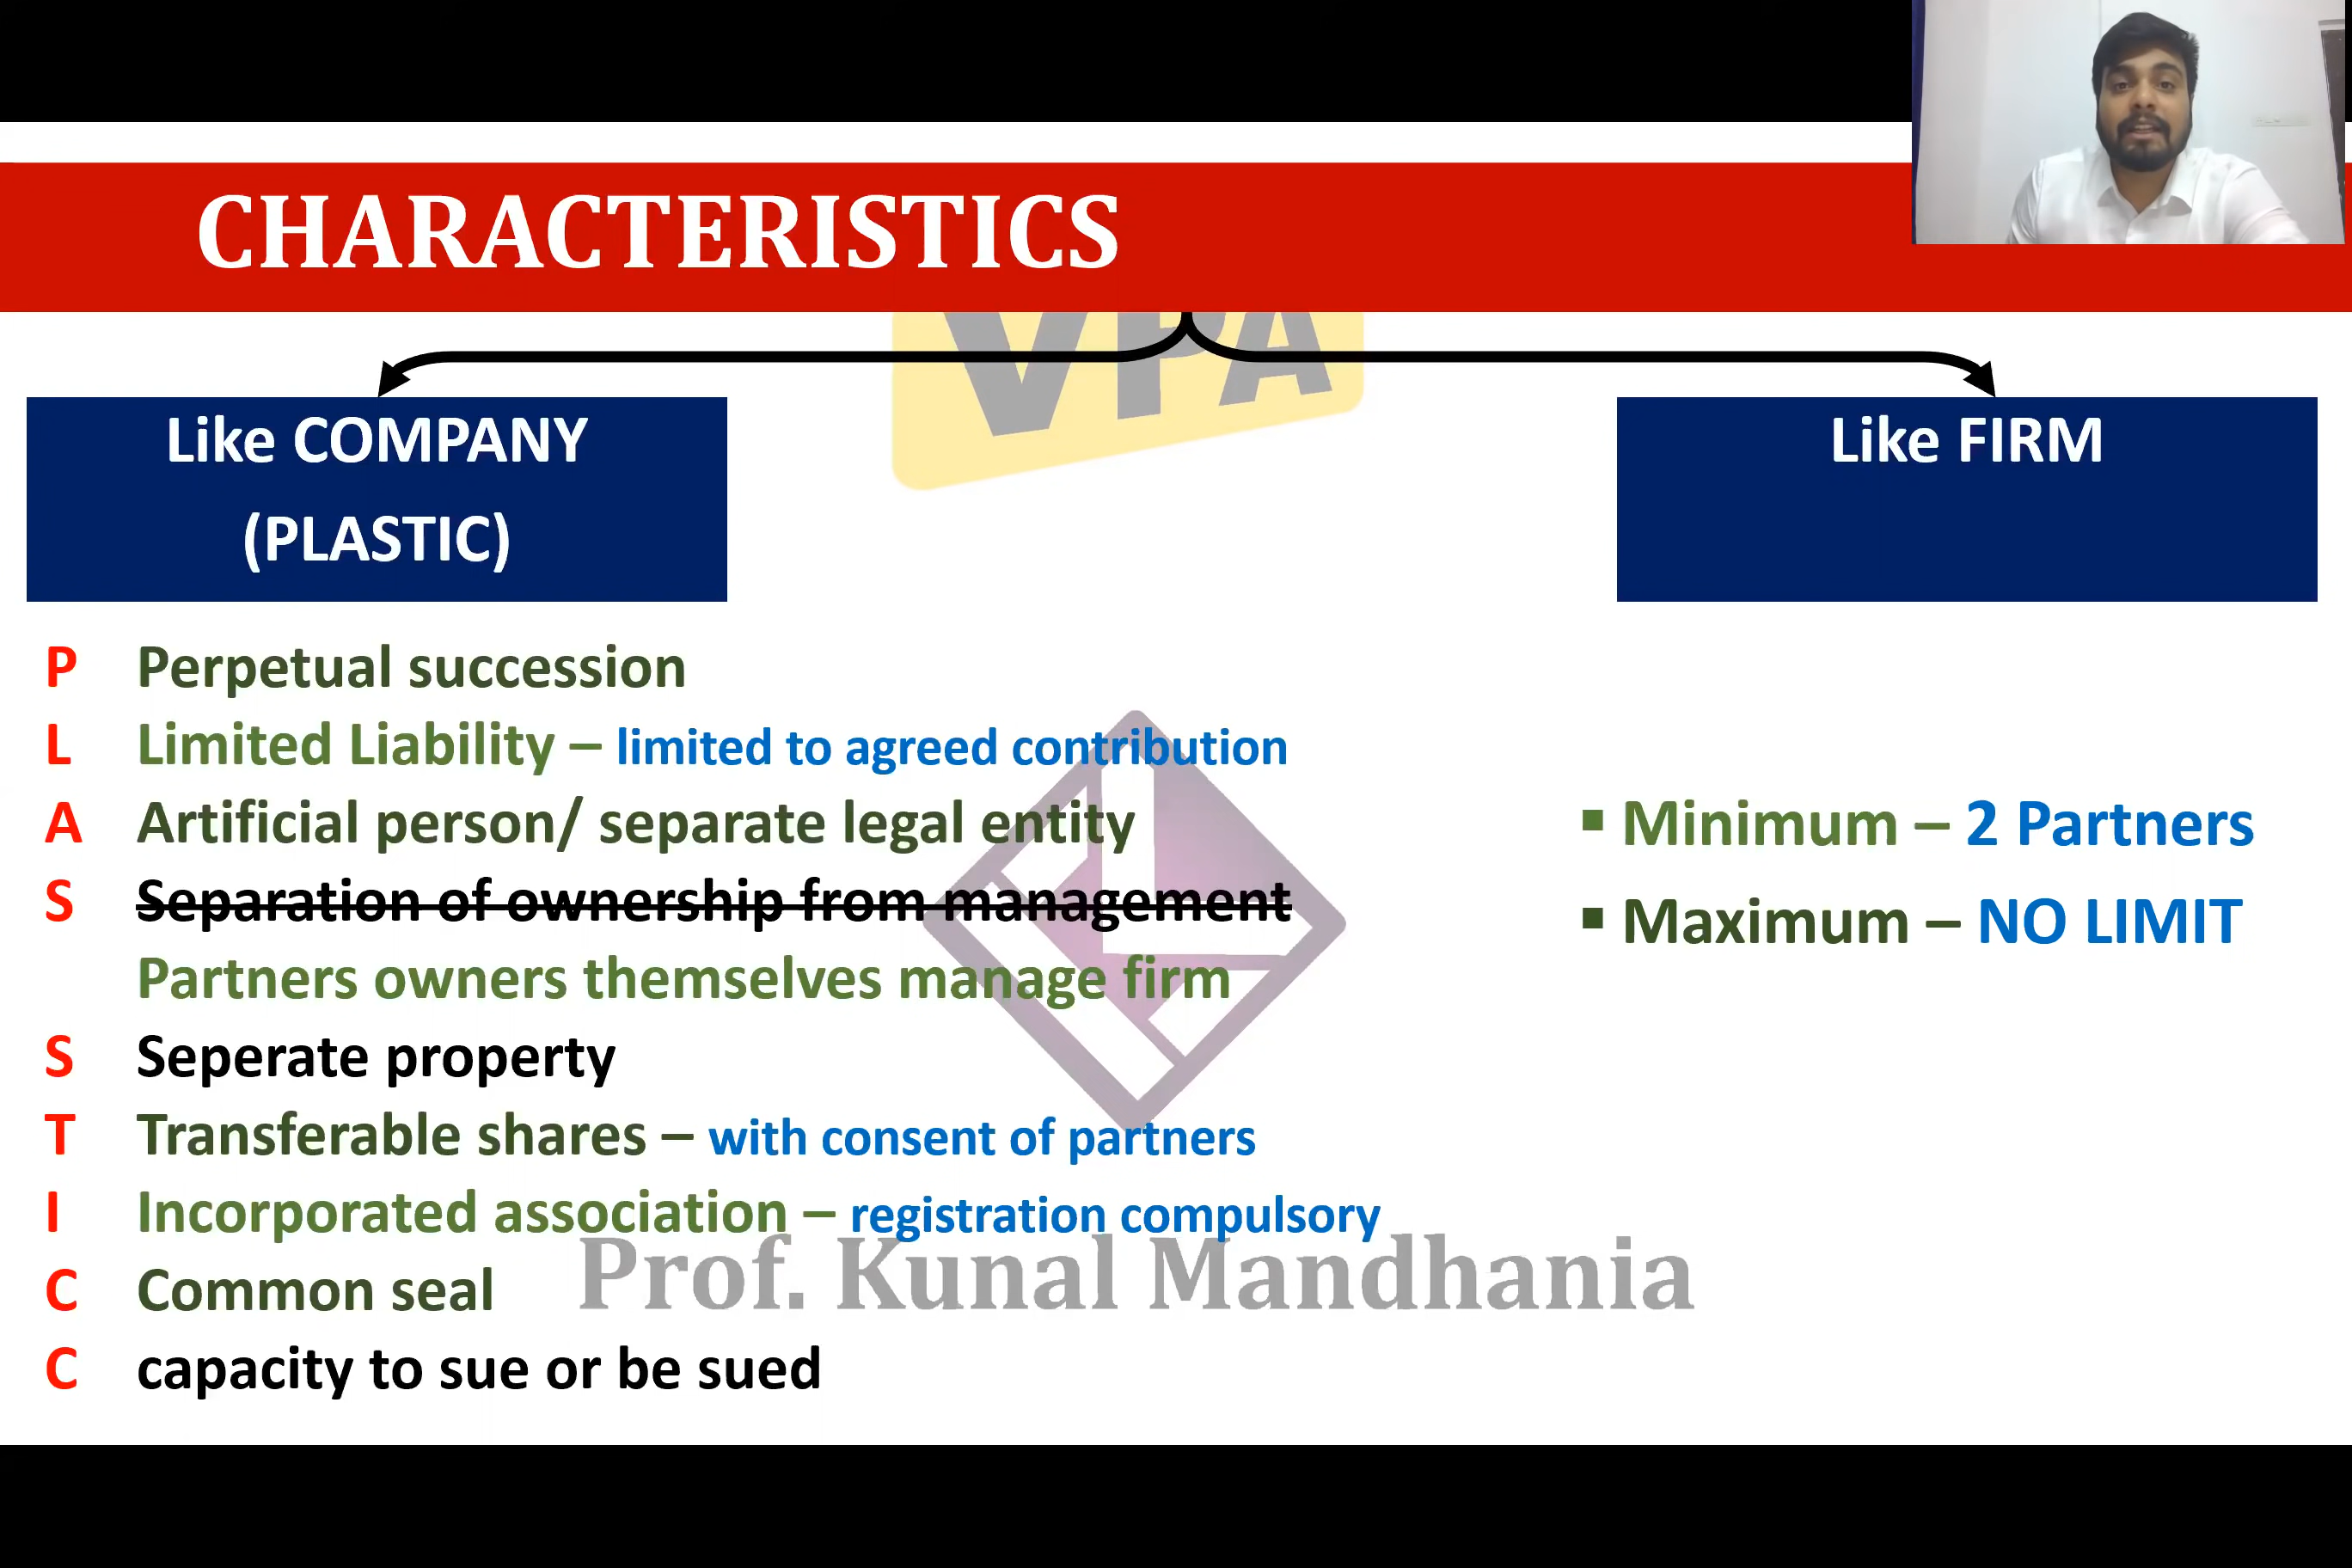 CHARACTERISTICS
VPA
Like COMPANY
(PLASTIC)
P Perpetual succession
L Limited Liability – limited to agreed contribution
A Artificial person/ separate legal entity
S Separation of ownership from management
Partners owners themselves manage firm
S Seperate property
T Transferable shares – with consent of partners
I Incorporated association – registration compulsory
C Common seal
C capacity to sue or be sued
Like FIRM
▪ Minimum – 2 Partners
▪ Maximum – NO LIMIT
Prof. Kunal Mandhania